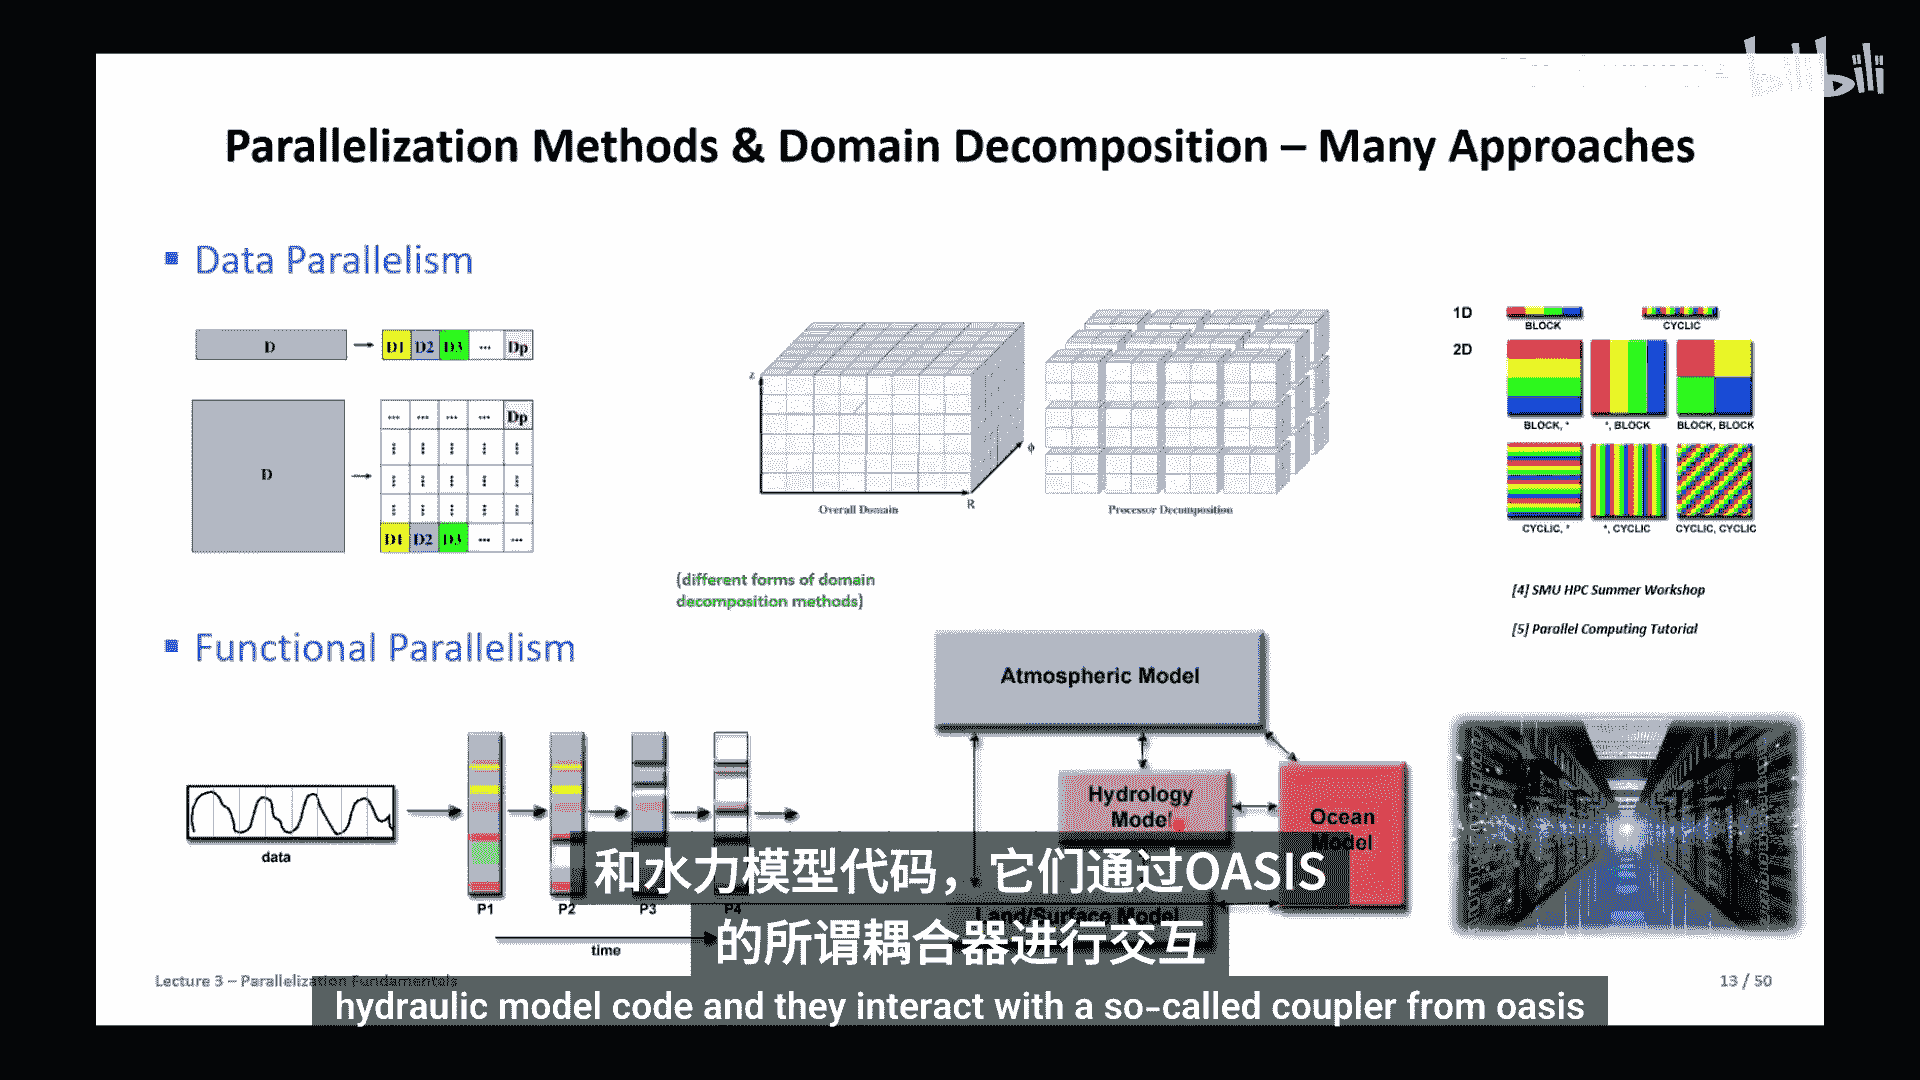 bilibili
Parallelization Methods & Domain Decomposition – Many Approaches
Data Parallelism
D
D1 D2 D3 ... Dp
D
... ... ... ... Dp
D1 D2 D3 ... ...
z
ϕ
R
Overall Domain
Processor Decomposition
1D
BLOCK
CYCLIC
2D
BLOCK, *
*, BLOCK
BLOCK, BLOCK
CYCLIC, *
*, CYCLIC
CYCLIC, CYCLIC
(different forms of domain
decomposition methods)
[4] SMU HPC Summer Workshop
[5] Parallel Computing Tutorial
Functional Parallelism
data
P1
P2
P3
P4
time
Atmospheric Model
Hydrology
Model
Ocean
Model
Land/Surface Model
和水力模型代码，它们通过OASIS
的所谓耦合器进行交互
Lecture 3 – Parallelization Fundamentals
13 / 50
hydraulic model code and they interact with a so-called coupler from oasis